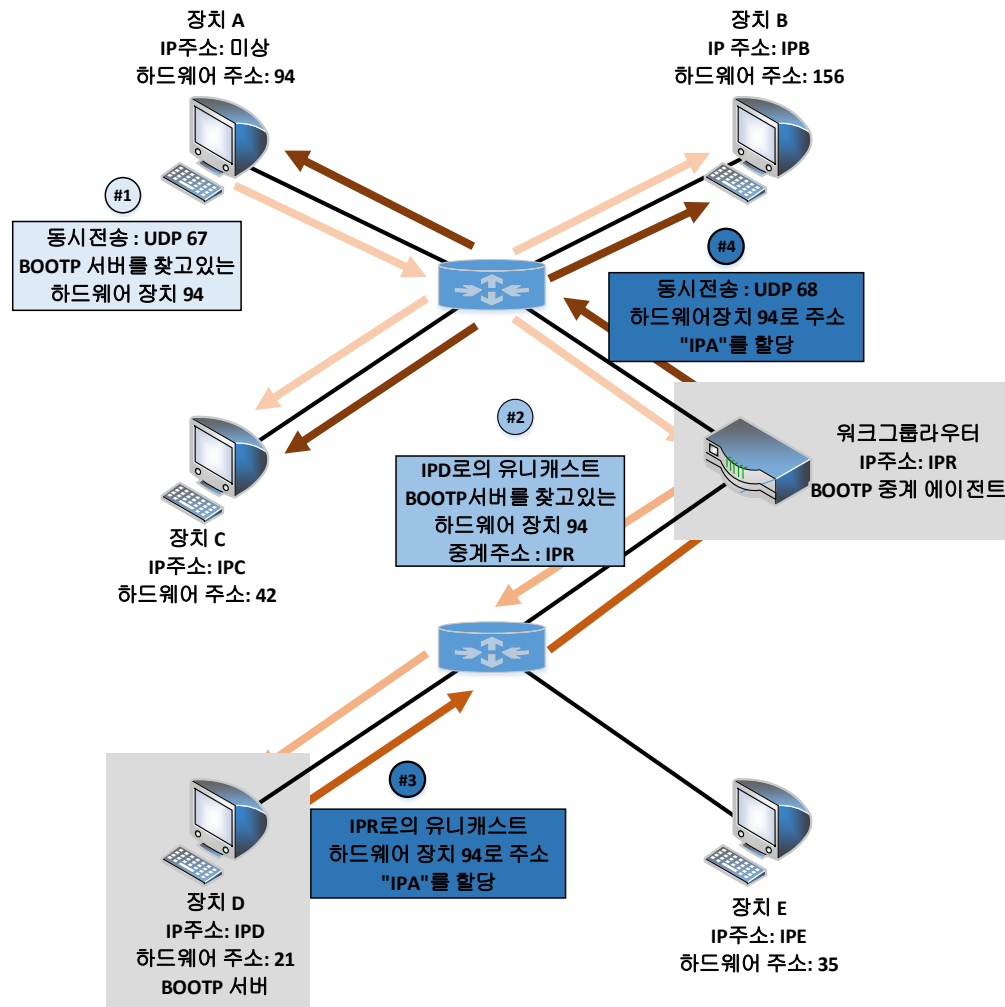 장치 A
IP주소: 미상
하드웨어 주소: 94
장치 B
IP 주소: IPB
하드웨어 주소: 156
#1
동시전송 : UDP 67
BOOTP 서버를 찾고있는
하드웨어 장치 94
#4
동시전송 : UDP 68
하드웨어장치 94로 주소
"IPA"를 할당
#2
IPD로의 유니캐스트
BOOTP서버를 찾고있는
하드웨어 장치 94
중계주소 : IPR
워크그룹라우터
IP주소: IPR
BOOTP 중계 에이전트
장치 C
IP주소: IPC
하드웨어 주소: 42
#3
IPR로의 유니캐스트
하드웨어 장치 94로 주소
"IPA"를 할당
장치 D
IP주소: IPD
하드웨어 주소: 21
BOOTP 서버
장치 E
IP주소: IPE
하드웨어 주소: 35